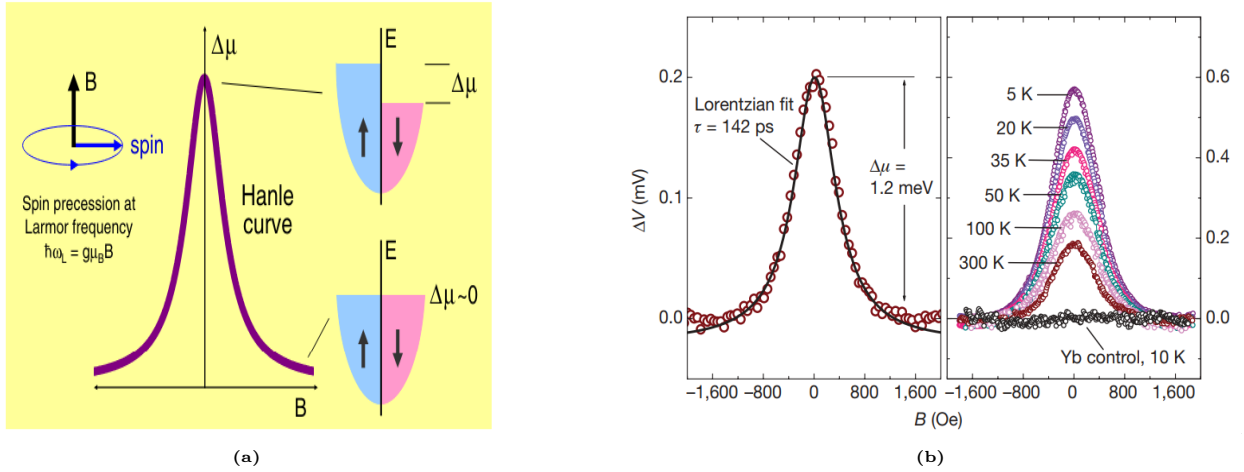 Δμ
E
Δμ
B
spin
Spin precession at
Larmor frequency
ħω_L = gμ_B B
Hanle
curve
E
Δμ~0
B
(a)
0.2
0.1
0.0
ΔV (mV)
Lorentzian fit
τ = 142 ps
Δμ =
1.2 meV
5 K
20 K
35 K
50 K
100 K
300 K
Yb control, 10 K
0.6
0.4
0.2
0.0
−1,600 −800 0 800 1,600
−1,600 −800 0 800 1,600
B (Oe)
(b)